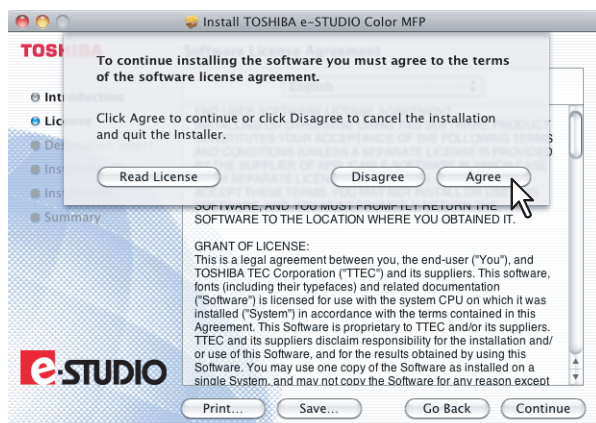 Install TOSHIBA e-STUDIO Color MFP
TOSHIBA
Software License Agreement
To continue installing the software you must agree to the terms
of the software license agreement.
English
Introduction
Click Agree to continue or click Disagree to cancel the installation
and quit the Installer.
Read License
Disagree
Agree
Summary
SOFTWARE, AND YOU MUST PROMPTLY RETURN THE
SOFTWARE TO THE LOCATION WHERE YOU OBTAINED IT.
GRANT OF LICENSE:
This is a legal agreement between you, the end-user ("You"), and
TOSHIBA TEC Corporation ("TTEC") and its suppliers. This software,
fonts (including their typefaces) and related documentation
("Software") is licensed for use with the system CPU on which it was
installed ("System") in accordance with the terms contained in this
Agreement. This Software is proprietary to TTEC and/or its suppliers.
TTEC and its suppliers disclaim responsibility for the installation and/
or use of this Software, and for the results obtained by using this
Software. You may use one copy of the Software as installed on a
single System, and may not copy the Software for any reason except
e-STUDIO
Print...
Save...
Go Back
Continue